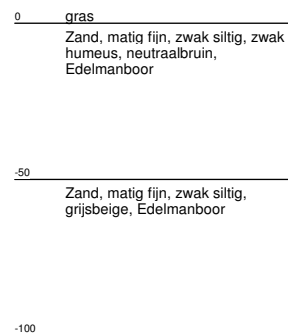 0 gras
Zand, matig fijn, zwak siltig, zwak
humeus, neutraalbruin,
Edelmanboor
-50
Zand, matig fijn, zwak siltig,
grijsbeige, Edelmanboor
-100